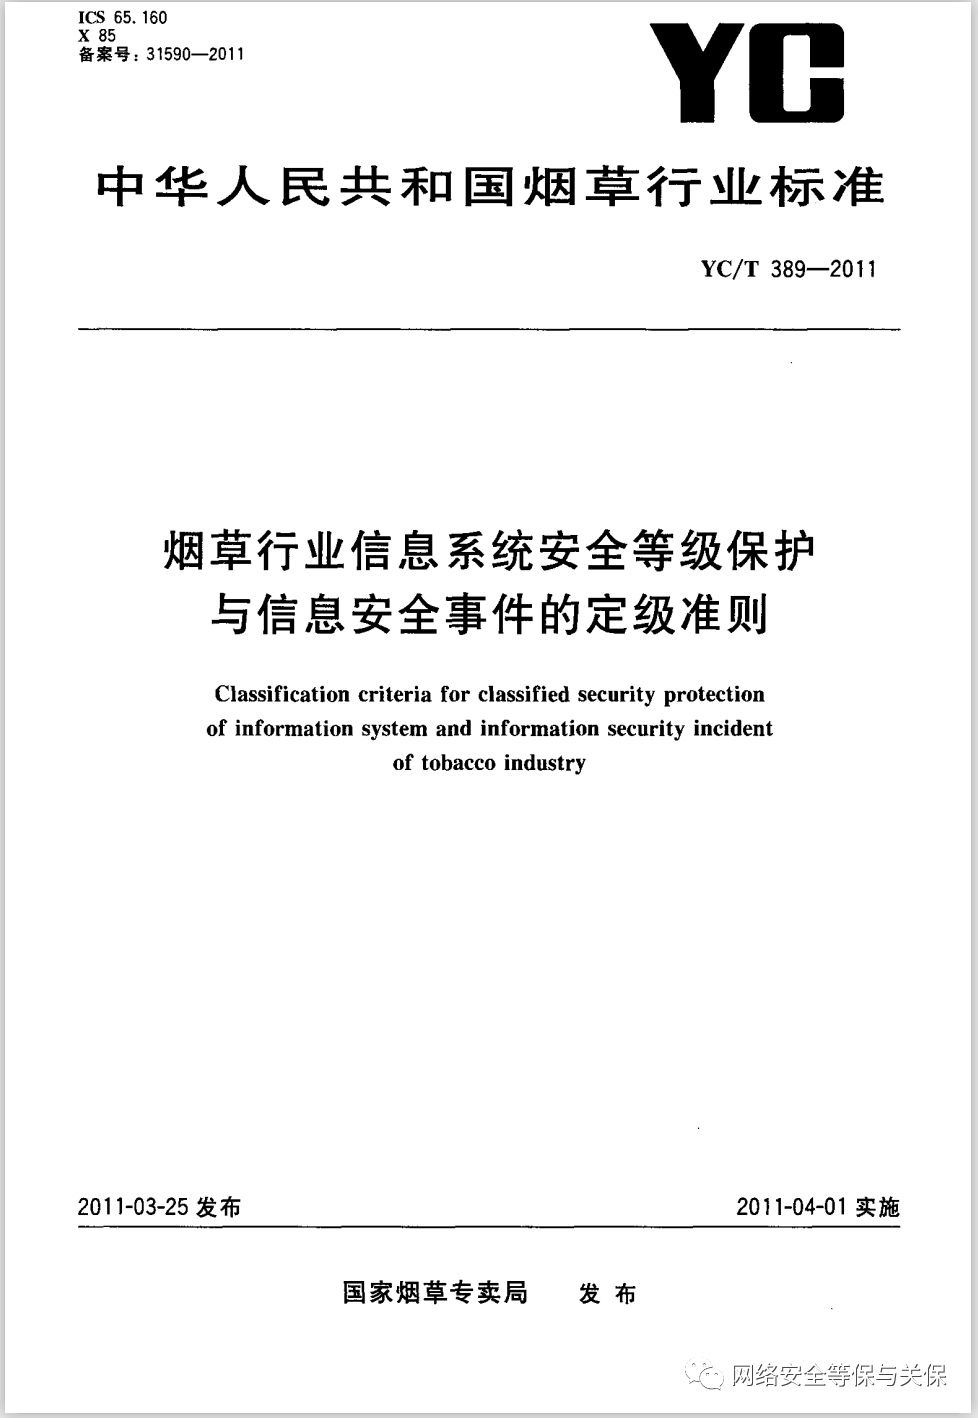 ICS 65.160
X 85
备案号：31590—2011
YC
中华人民共和国烟草行业标准
YC/T 389—2011
烟草行业信息系统安全等级保护
与信息安全事件的定级准则
Classification criteria for classified security protection
of information system and information security incident
of tobacco industry
2011-03-25 发布
2011-04-01 实施
国家烟草专卖局 发布
网络安全等保与关保